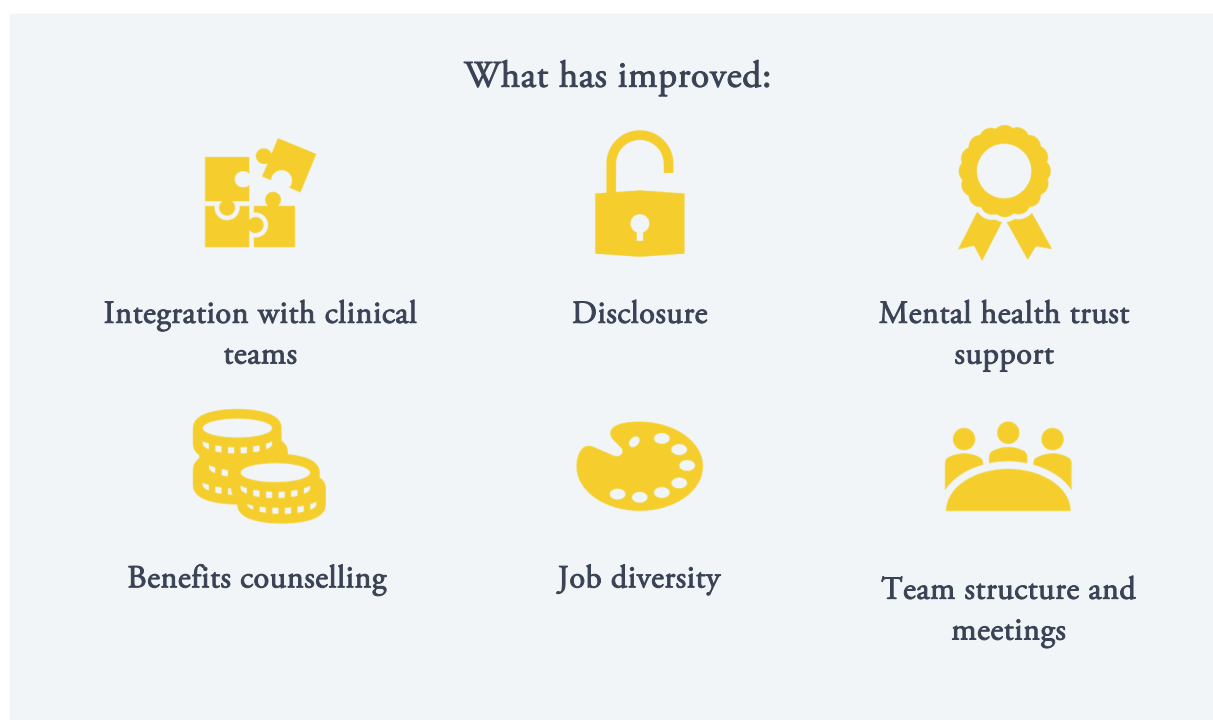 What has improved:
Integration with clinical
teams
Disclosure
Mental health trust
support
Benefits counselling
Job diversity
Team structure and
meetings